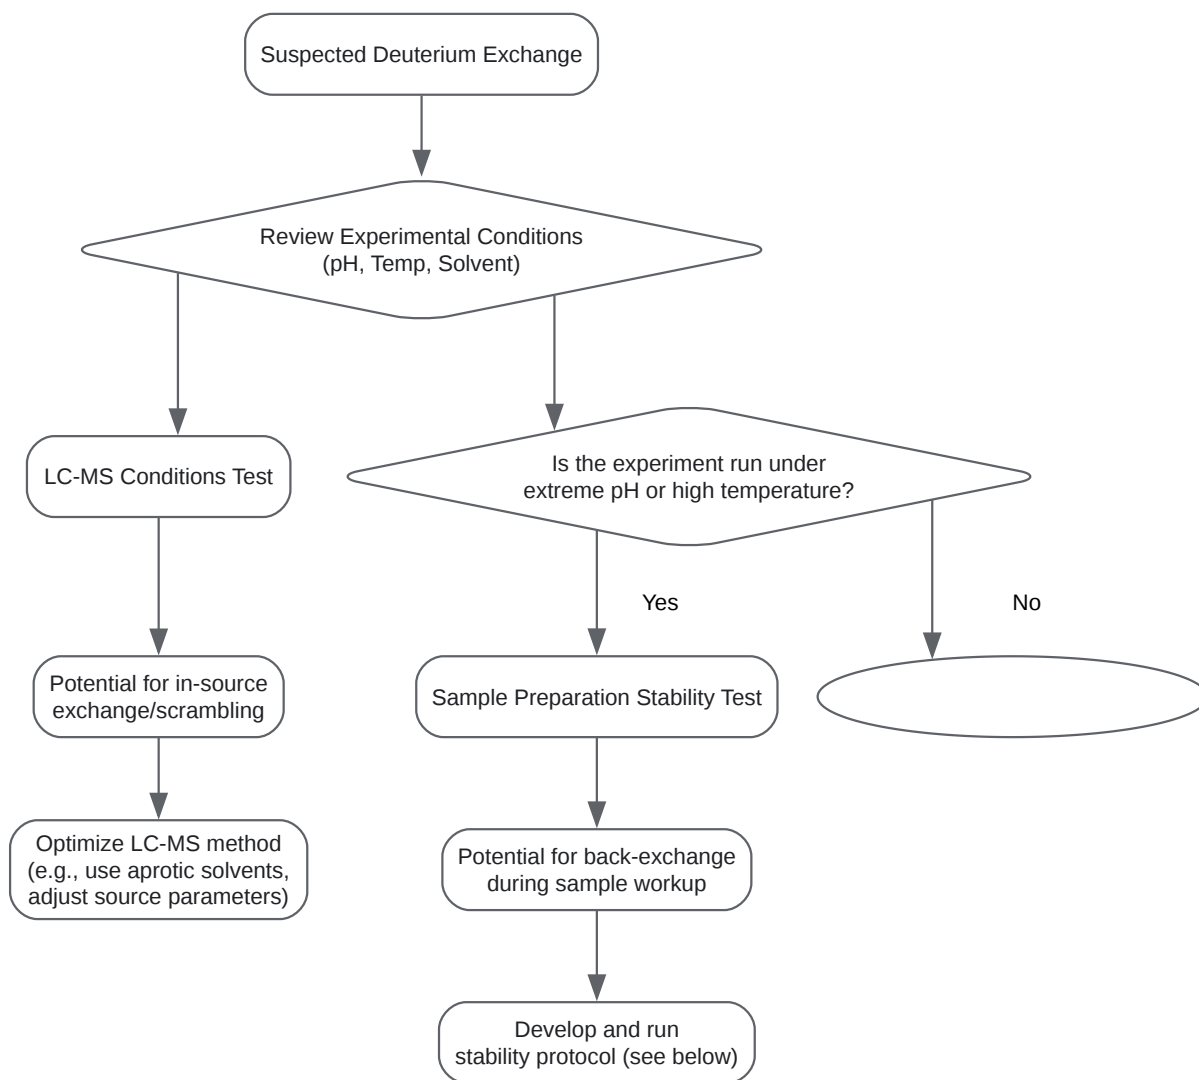 Suspected Deuterium Exchange
Review Experimental Conditions
(pH, Temp, Solvent)
LC-MS Conditions Test
Is the experiment run under
extreme pH or high temperature?
Yes
No
Potential for in-source
exchange/scrambling
Sample Preparation Stability Test
Optimize LC-MS method
(e.g., use aprotic solvents,
adjust source parameters)
Potential for back-exchange
during sample workup
Develop and run
stability protocol (see below)